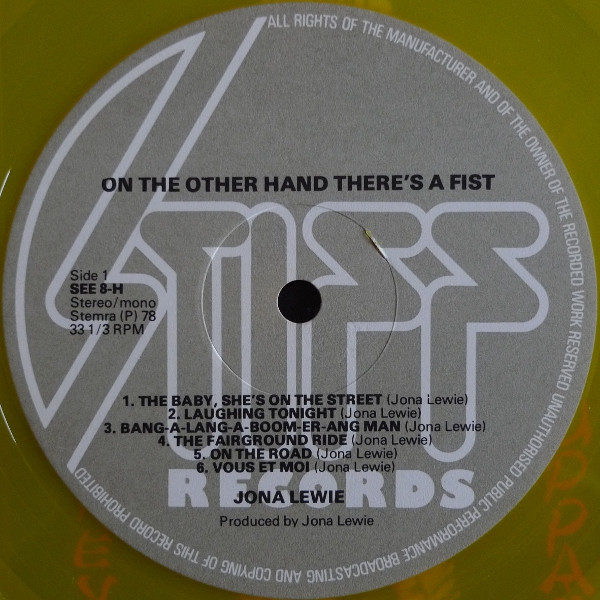 ALL RIGHTS OF THE MANUFACTURER AND OF THE OWNER OF THE RECORDED WORK RESERVED UNAUTHORISED PUBLIC PERFORMANCE BROADCASTING AND COPYING OF THIS RECORD PROHIBITED
ON THE OTHER HAND THERE'S A FIST
STIFF
Side 1
SEE 8-H
Stereo/mono
Stemra (P) 78
33 1/3 RPM
1. THE BABY, SHE'S ON THE STREET (Jona Lewie)
2. LAUGHING TONIGHT (Jona Lewie)
3. BANG-A-LANG-A-BOOM-ER-ANG MAN (Jona Lewie)
4. THE FAIRGROUND RIDE (Jona Lewie)
5. ON THE ROAD (Jona Lewie)
6. VOUS ET MOI (Jona Lewie)
RECORDS
JONA LEWIE
Produced by Jona Lewie